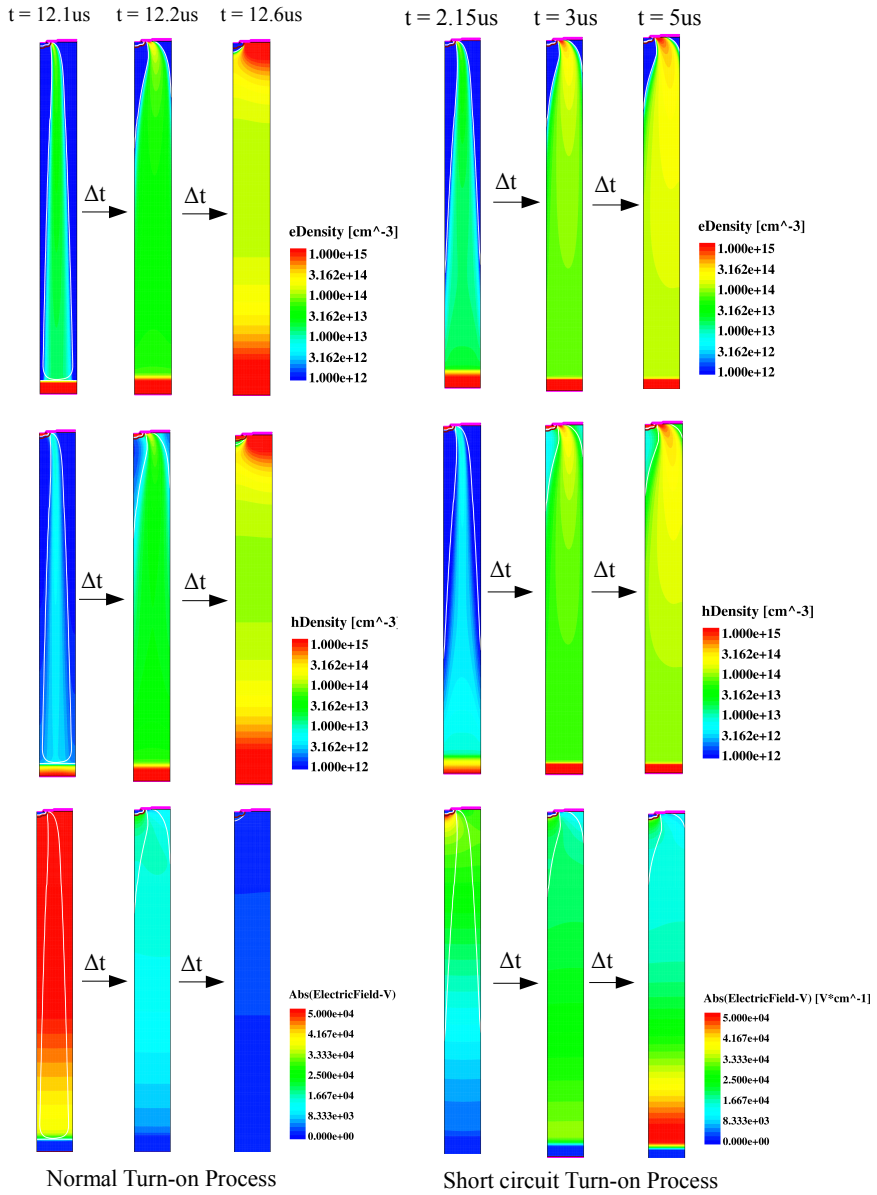 t = 12.1us t = 12.2us t = 12.6us t = 2.15us t = 3us t = 5us
Δt Δt Δt Δt
eDensity [cm^-3]
1.000e+15
3.162e+14
1.000e+14
3.162e+13
1.000e+13
3.162e+12
1.000e+12
eDensity [cm^-3]
1.000e+15
3.162e+14
1.000e+14
3.162e+13
1.000e+13
3.162e+12
1.000e+12
Δt Δt Δt Δt
hDensity [cm^-3]
1.000e+15
3.162e+14
1.000e+14
3.162e+13
1.000e+13
3.162e+12
1.000e+12
hDensity [cm^-3]
1.000e+15
3.162e+14
1.000e+14
3.162e+13
1.000e+13
3.162e+12
1.000e+12
Δt Δt Δt Δt
Abs(ElectricField-V)
5.000e+04
4.167e+04
3.333e+04
2.500e+04
1.667e+04
8.333e+03
0.000e+00
Abs(ElectricField-V) [V*cm^-1]
5.000e+04
4.167e+04
3.333e+04
2.500e+04
1.667e+04
8.333e+03
0.000e+00
Normal Turn-on Process Short circuit Turn-on Process